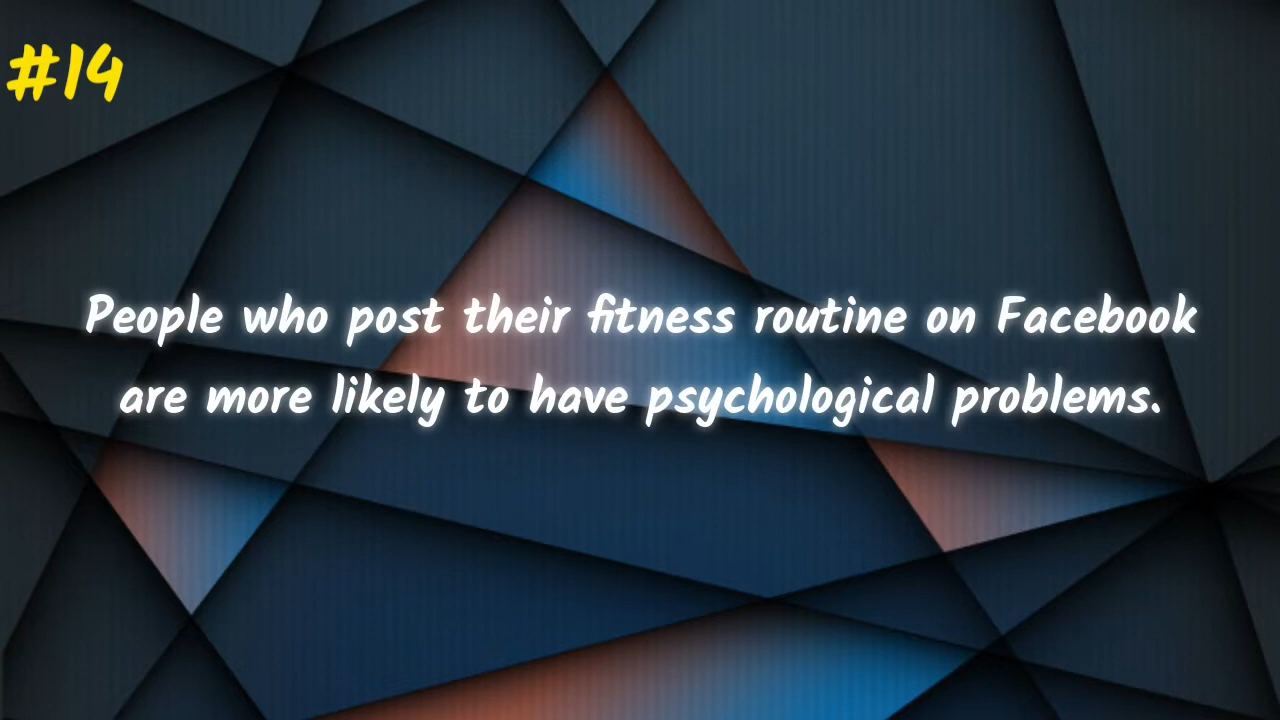 #14
People who post their fitness routine on Facebook
are more likely to have psychological problems.